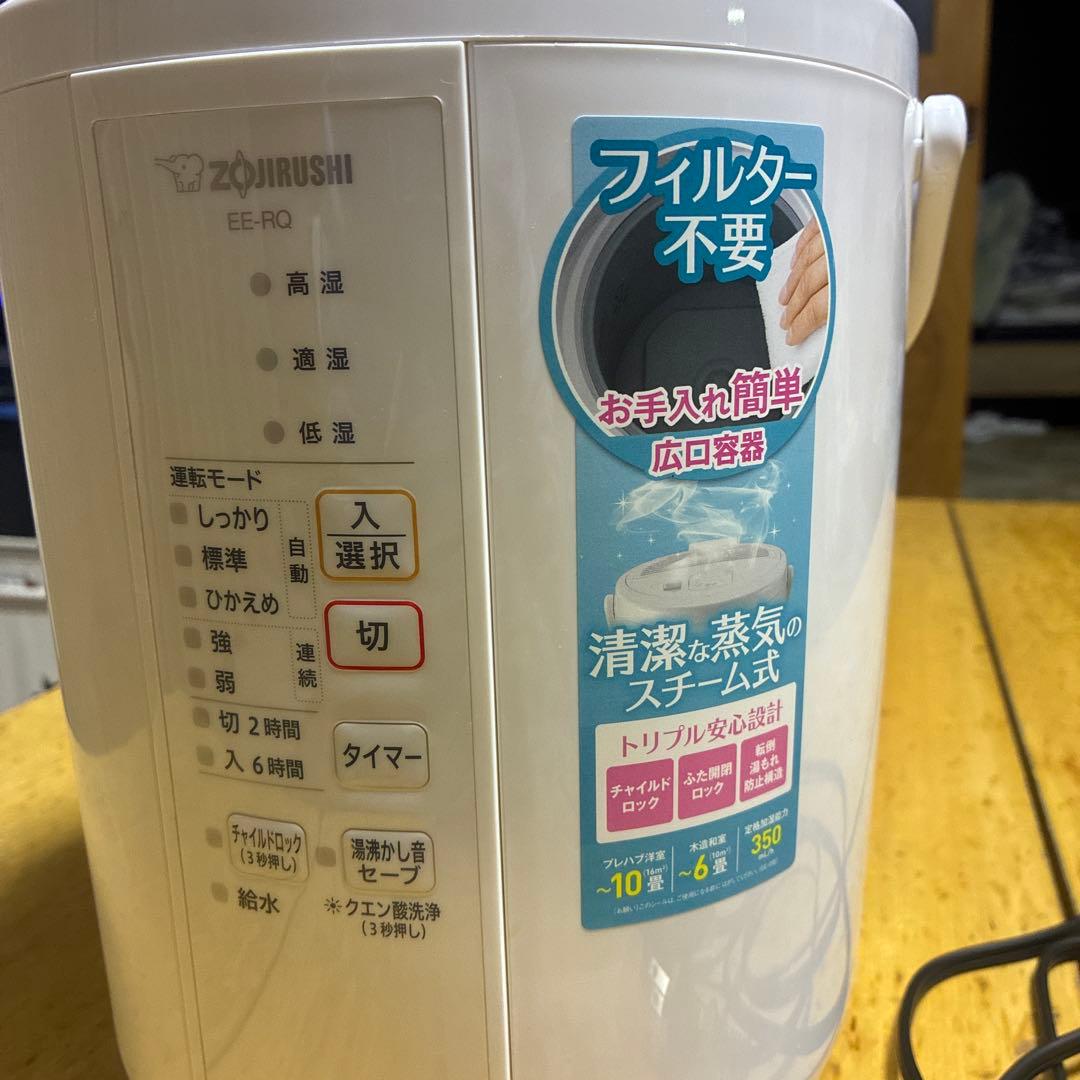 ZOJIRUSHI
EE-RQ
高湿
適湿
低湿
運転モード
しっかり
標準
ひかえめ
自動
強
弱
連続
切 2時間
入 6時間
入
選択
切
タイマー
チャイルドロック
(3秒押し)
湯沸かし音
セーブ
給水
クエン酸洗浄
(3秒押し)
フィルター
不要
お手入れ簡単
広口容器
清潔な蒸気の
スチーム式
トリプル安心設計
チャイルド
ロック
ふた開閉
ロック
転倒
湯もれ
防止構造
プレハブ洋室
~10畳
(16m²)
木造和室
~6畳
(10m²)
定格加湿能力
350
mL/h